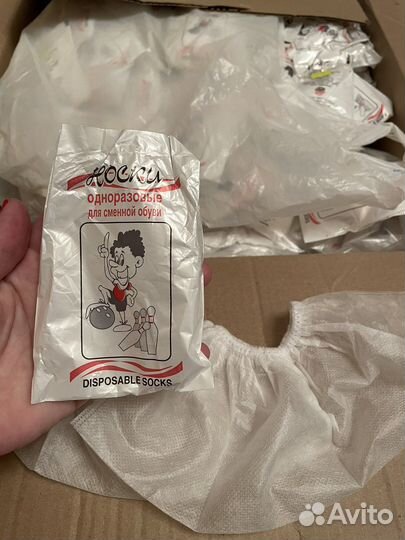 Носки
одноразовые
для сменной обуви
DISPOSABLE SOCKS
Avito